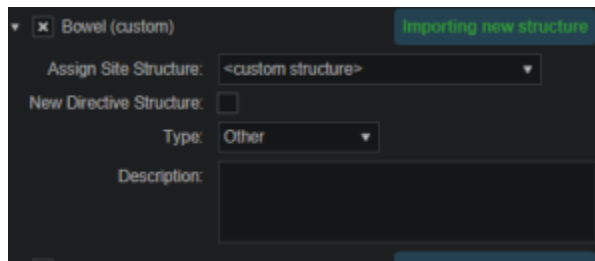 Bowel (custom) Importing new structure
Assign Site Structure: <custom structure>
New Directive Structure:
Type: Other
Description: